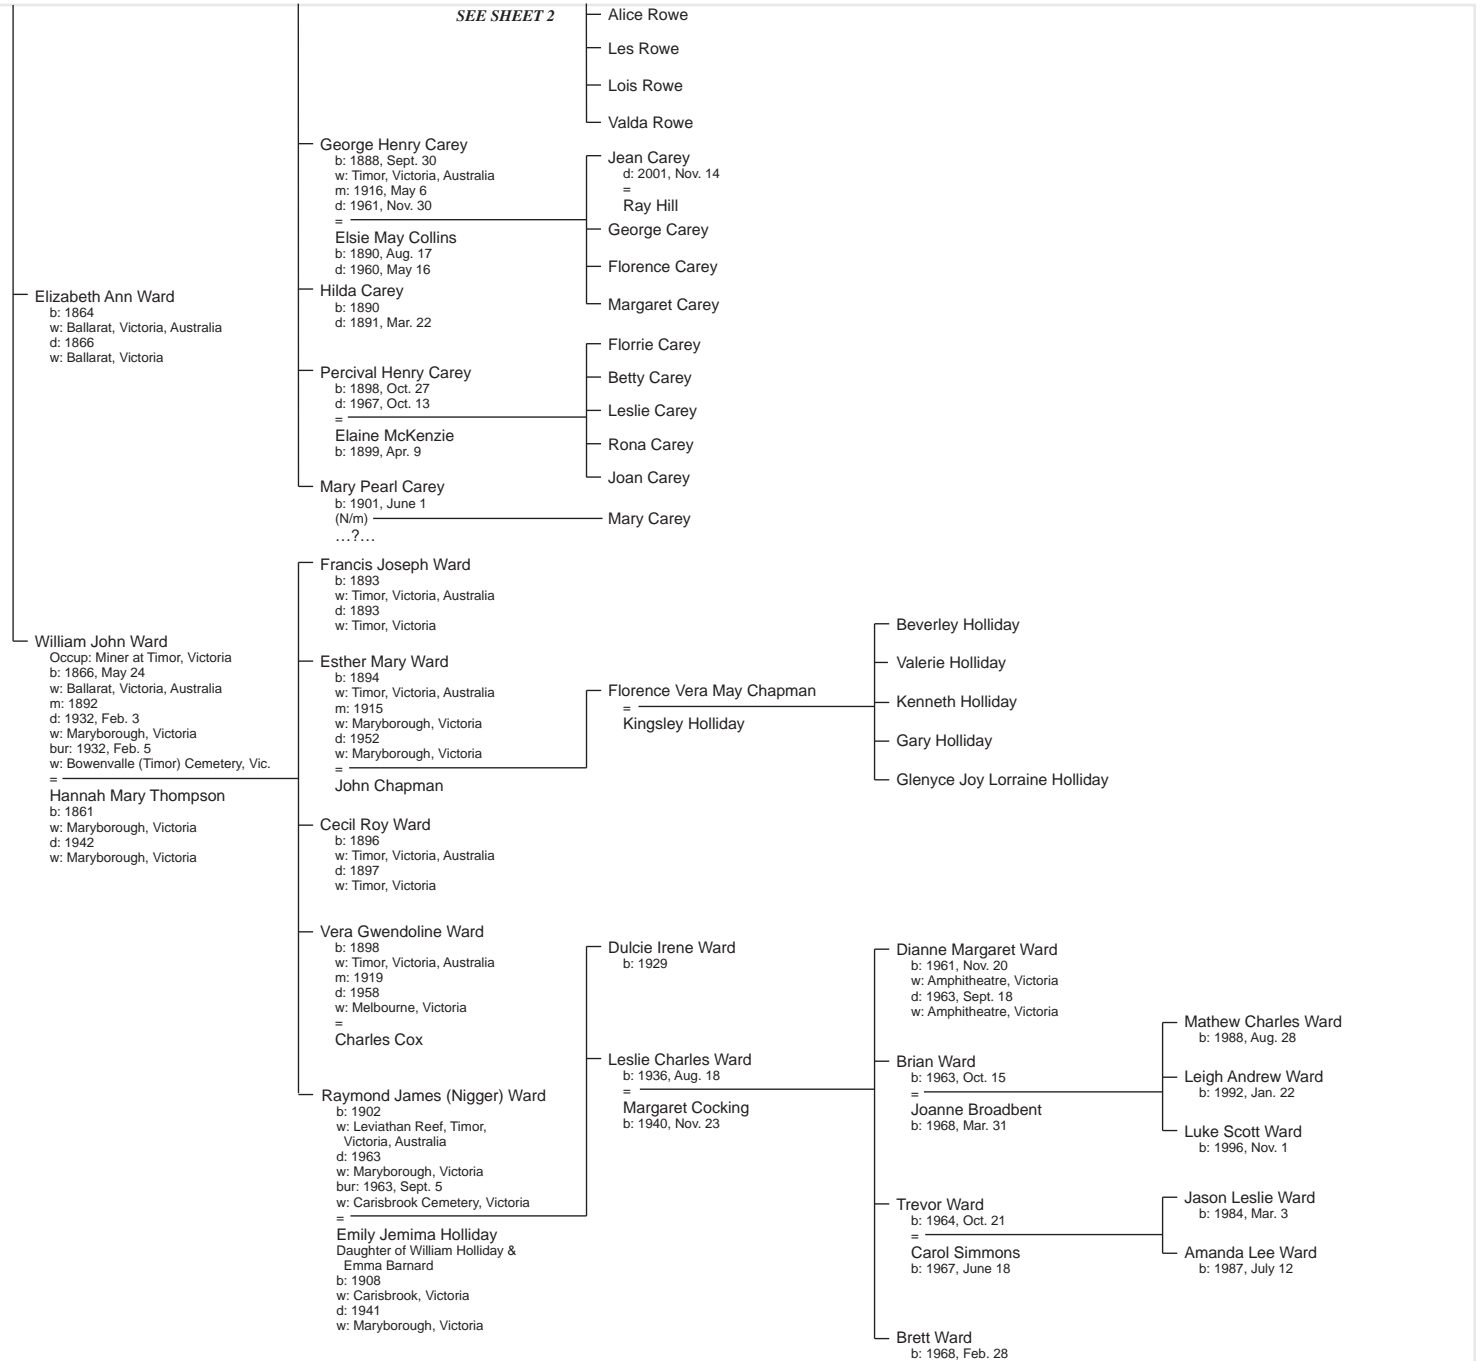 SEE SHEET 2
Alice Rowe
Les Rowe
Lois Rowe
Valda Rowe
George Henry Carey
b: 1888, Sept. 30
w: Timor, Victoria, Australia
m: 1916, May 6
d: 1961, Nov. 30
=
Elsie May Collins
b: 1890, Aug. 17
d: 1960, May 16
Jean Carey
d: 2001, Nov. 14
=
Ray Hill
George Carey
Florence Carey
Margaret Carey
Elizabeth Ann Ward
b: 1864
w: Ballarat, Victoria, Australia
d: 1866
w: Ballarat, Victoria
Hilda Carey
b: 1890
d: 1891, Mar. 22
Percival Henry Carey
b: 1898, Oct. 27
d: 1967, Oct. 13
=
Elaine McKenzie
b: 1899, Apr. 9
Florrie Carey
Betty Carey
Leslie Carey
Rona Carey
Joan Carey
Mary Pearl Carey
b: 1901, June 1
(N/m)
…?…
Mary Carey
William John Ward
Occup: Miner at Timor, Victoria
b: 1866, May 24
w: Ballarat, Victoria, Australia
m: 1892
d: 1932, Feb. 3
w: Maryborough, Victoria
bur: 1932, Feb. 5
w: Bowenvalle (Timor) Cemetery, Vic.
=
Hannah Mary Thompson
b: 1861
w: Maryborough, Victoria
d: 1942
w: Maryborough, Victoria
Francis Joseph Ward
b: 1893
w: Timor, Victoria, Australia
d: 1893
w: Timor, Victoria
Esther Mary Ward
b: 1894
w: Timor, Victoria, Australia
m: 1915
w: Maryborough, Victoria
d: 1952
w: Maryborough, Victoria
=
John Chapman
Florence Vera May Chapman
=
Kingsley Holliday
Beverley Holliday
Valerie Holliday
Kenneth Holliday
Gary Holliday
Glenyce Joy Lorraine Holliday
Cecil Roy Ward
b: 1896
w: Timor, Victoria, Australia
d: 1897
w: Timor, Victoria
Vera Gwendoline Ward
b: 1898
w: Timor, Victoria, Australia
m: 1919
d: 1958
w: Melbourne, Victoria
=
Charles Cox
Raymond James (Nigger) Ward
b: 1902
w: Leviathan Reef, Timor,
Victoria, Australia
d: 1963
w: Maryborough, Victoria
bur: 1963, Sept. 5
w: Carisbrook Cemetery, Victoria
=
Emily Jemima Holliday
Daughter of William Holliday &
Emma Barnard
b: 1908
w: Carisbrook, Victoria
d: 1941
w: Maryborough, Victoria
Dulcie Irene Ward
b: 1929
Leslie Charles Ward
b: 1936, Aug. 18
=
Margaret Cocking
b: 1940, Nov. 23
Dianne Margaret Ward
b: 1961, Nov. 20
w: Amphitheatre, Victoria
d: 1963, Sept. 18
w: Amphitheatre, Victoria
Brian Ward
b: 1963, Oct. 15
=
Joanne Broadbent
b: 1968, Mar. 31
Mathew Charles Ward
b: 1988, Aug. 28
Leigh Andrew Ward
b: 1992, Jan. 22
Luke Scott Ward
b: 1996, Nov. 1
Trevor Ward
b: 1964, Oct. 21
=
Carol Simmons
b: 1967, June 18
Jason Leslie Ward
b: 1984, Mar. 3
Amanda Lee Ward
b: 1987, July 12
Brett Ward
b: 1968, Feb. 28